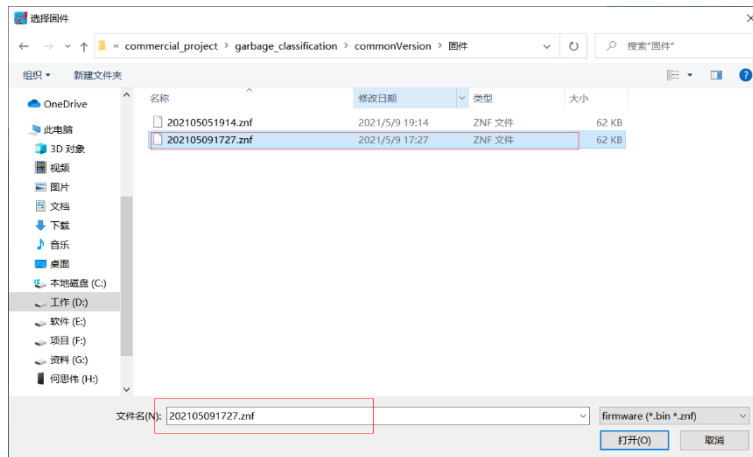 选择固件
« commercial_project › garbage_classification › commonVersion › 固件
搜索"固件"
组织
新建文件夹
名称 修改日期 类型 大小
202105051914.znf 2021/5/9 19:14 ZNF 文件 62 KB
202105091727.znf 2021/5/9 17:27 ZNF 文件 62 KB
OneDrive
此电脑
3D 对象
视频
图片
文档
下载
音乐
桌面
本地磁盘 (C:)
工作 (D:)
软件 (E:)
项目 (F:)
资料 (G:)
何思伟 (H:)
文件名(N): 202105091727.znf
firmware (*.bin *.znf)
打开(O) 取消